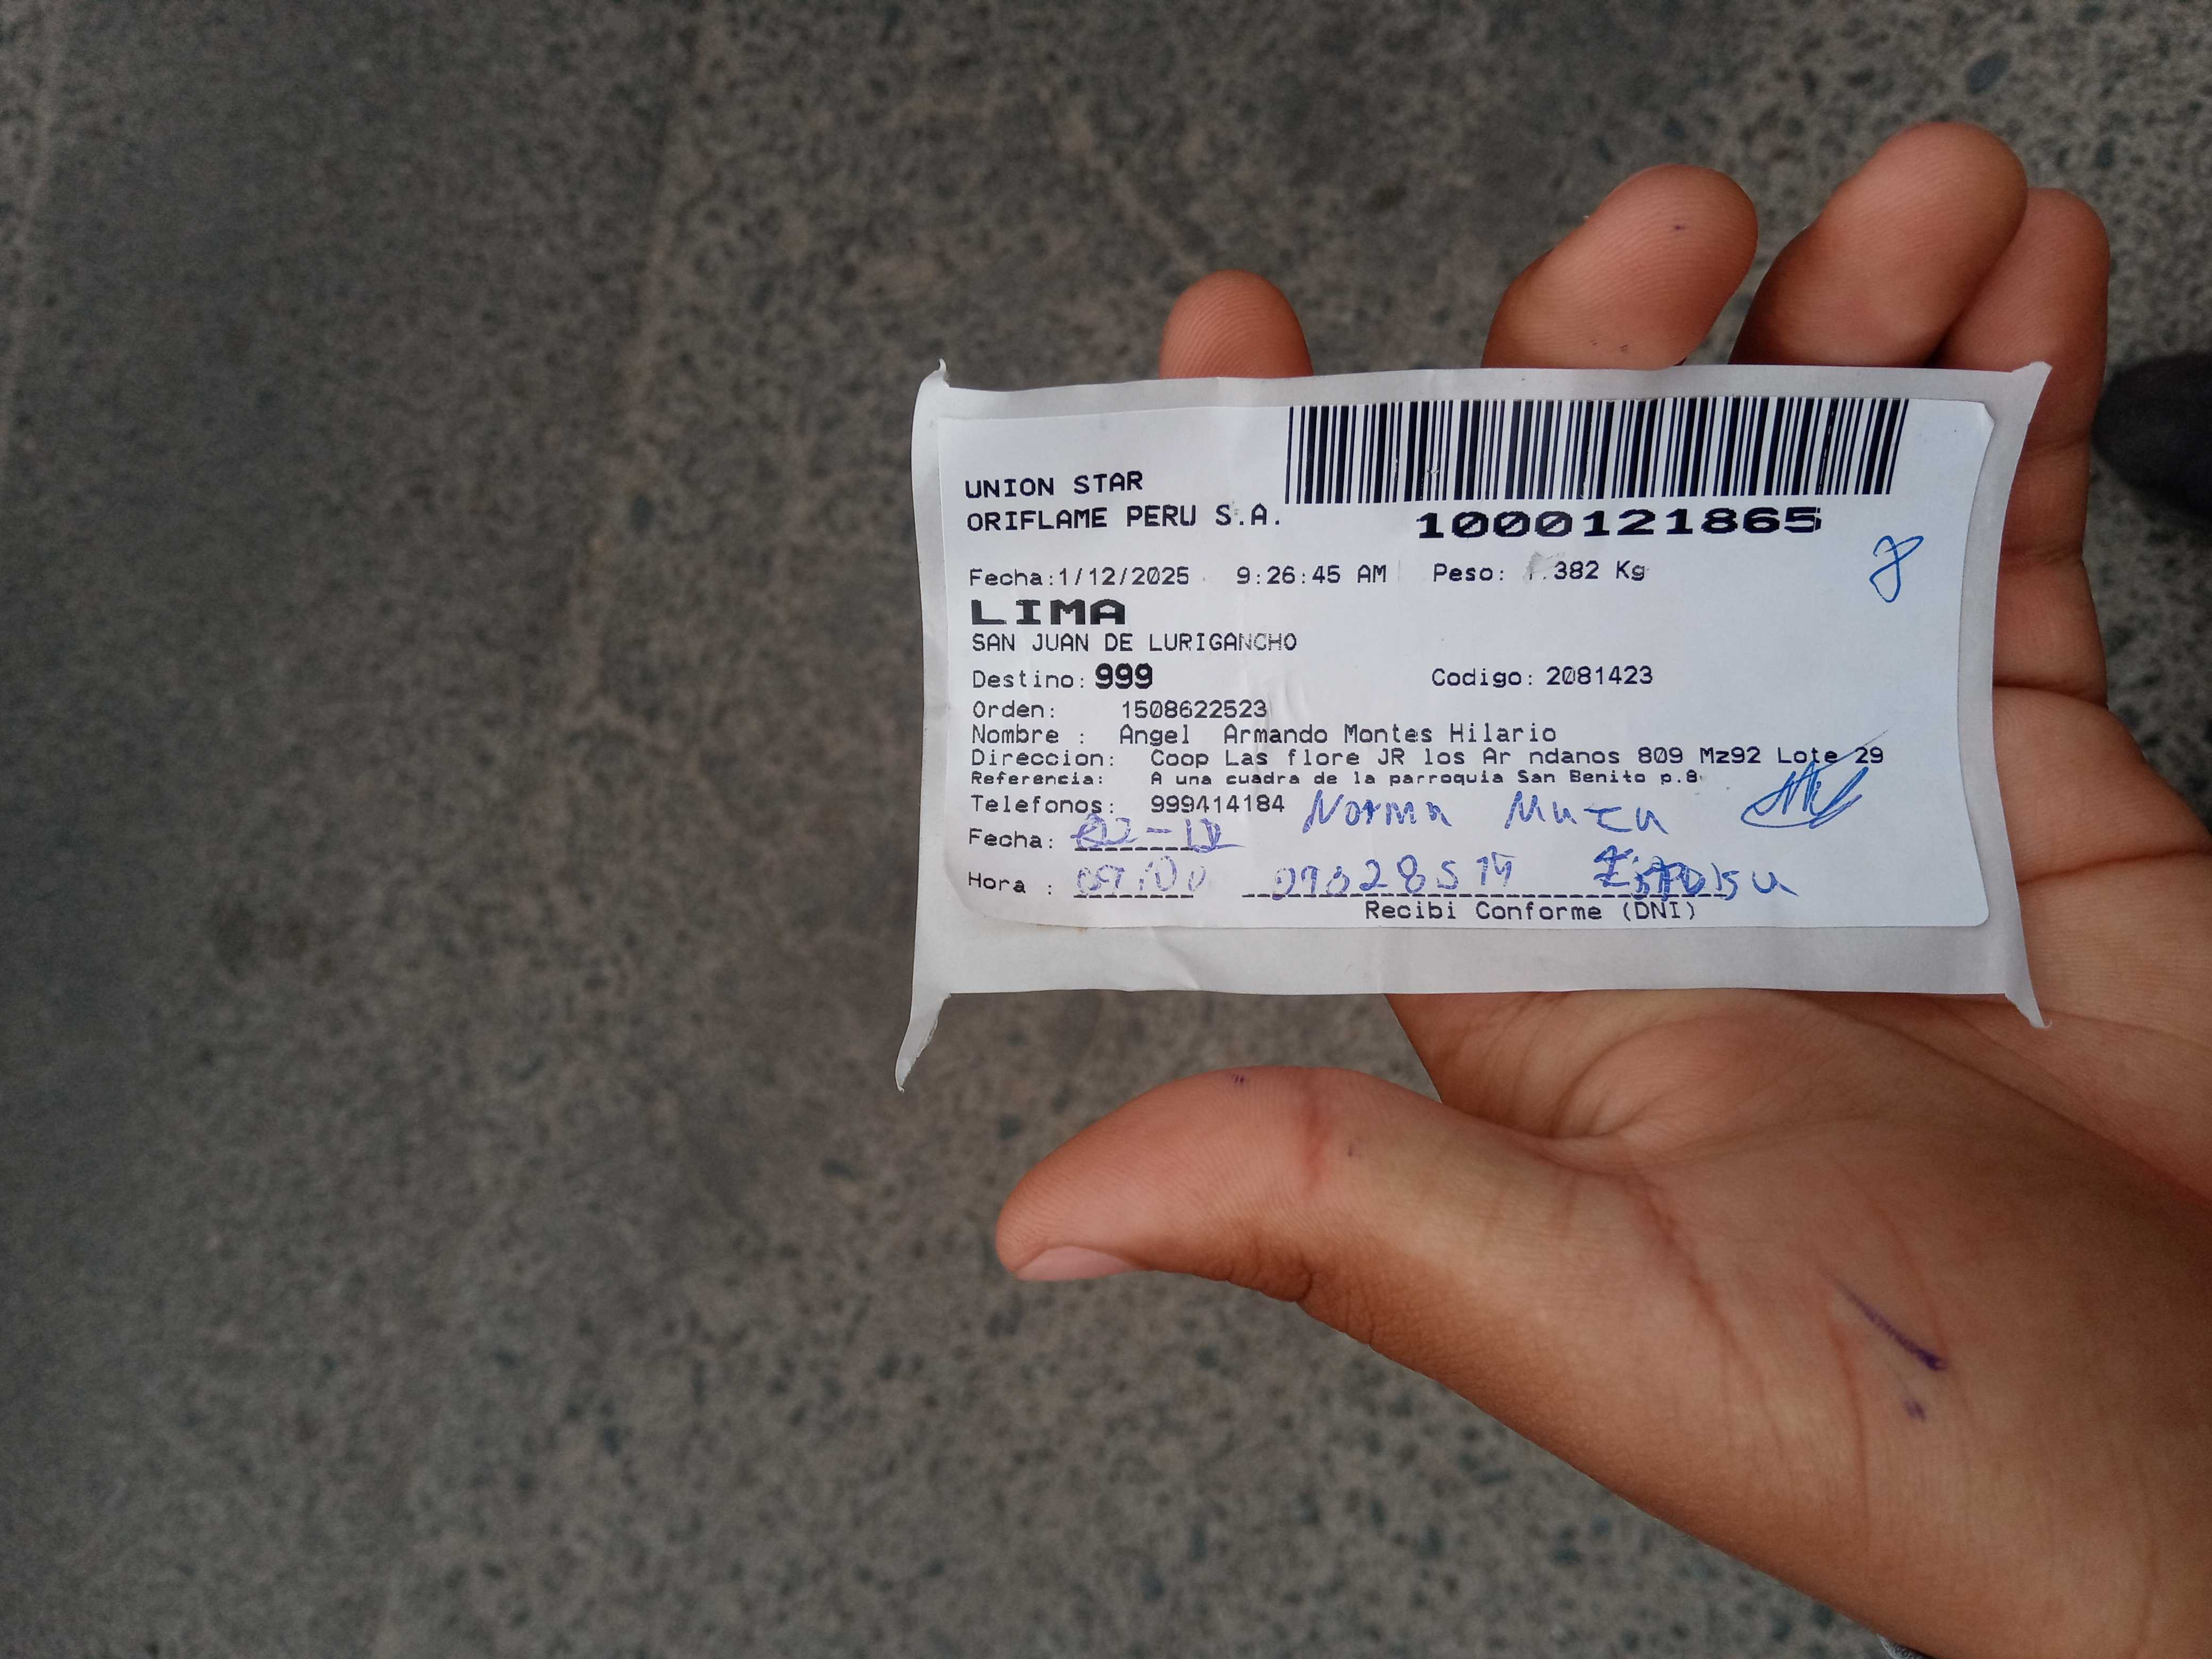 UNION STAR
ORIFLAME PERU S.A.
1000121865
Fecha:1/12/2025 9:26:45 AM Peso: .382 Kg
LIMA
SAN JUAN DE LURIGANCHO
Destino: 999 Codigo: 2081423
Orden: 1508622523
Nombre : Angel Armando Montes Hilario
Direccion: Coop Las flore JR los Ar ndanos 809 Mz92 Lote 29
Referencia: A una cuadra de la parroquia San Benito p.8
Telefonos: 999414184 Norma
Fecha:
Hora :
Recibi Conforme (DNI)